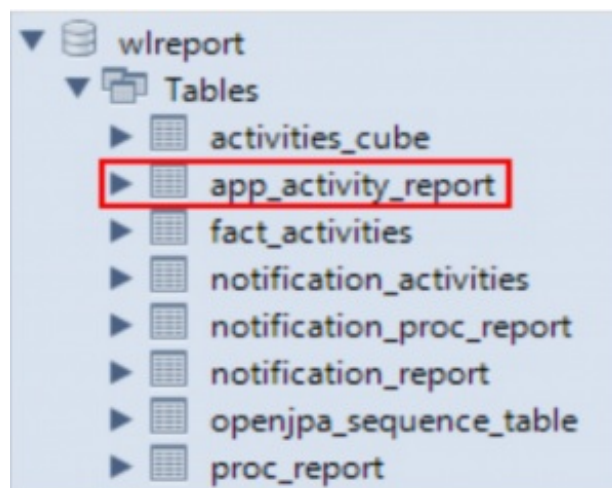 wlreport
Tables
activities_cube
app_activity_report
fact_activities
notification_activities
notification_proc_report
notification_report
openjpa_sequence_table
proc_report